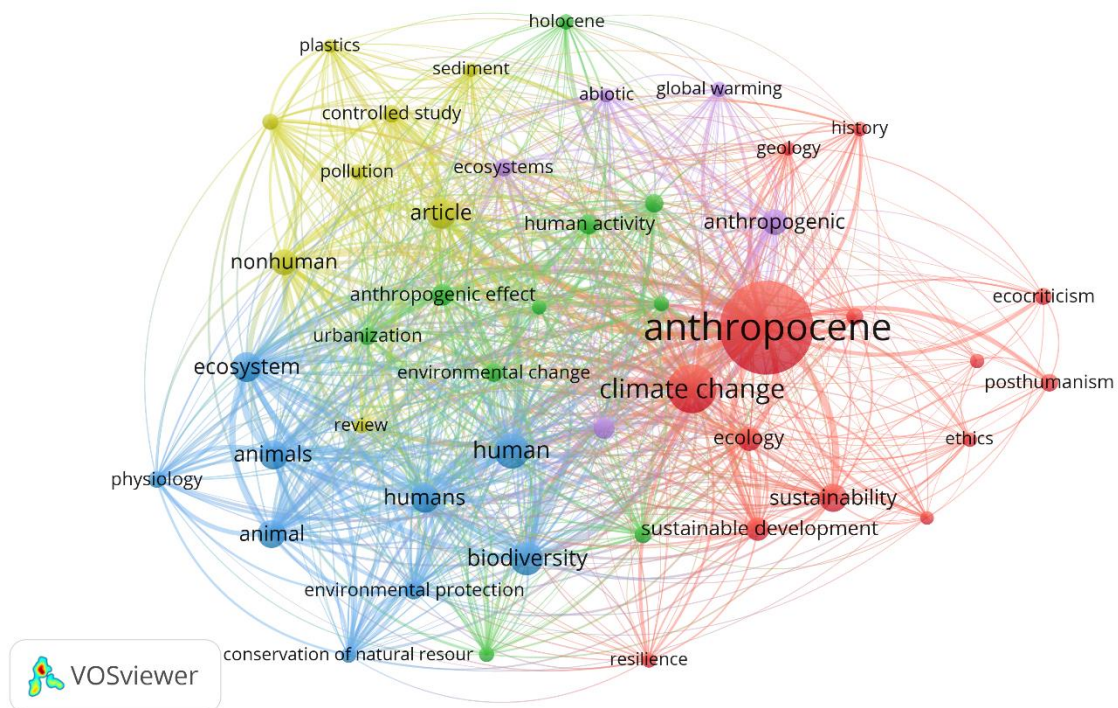 holocene
plastics
sediment
abiotic
global warming
controlled study
history
geology
pollution
ecosystems
article
human activity
anthropogenic
nonhuman
anthropogenic effect
ecocriticism
anthropocene
urbanization
ecosystem
environmental change
climate change
posthumanism
review
ecology
ethics
human
animals
physiology
humans
sustainability
animal
sustainable development
biodiversity
environmental protection
conservation of natural resour
resilience
VOSviewer